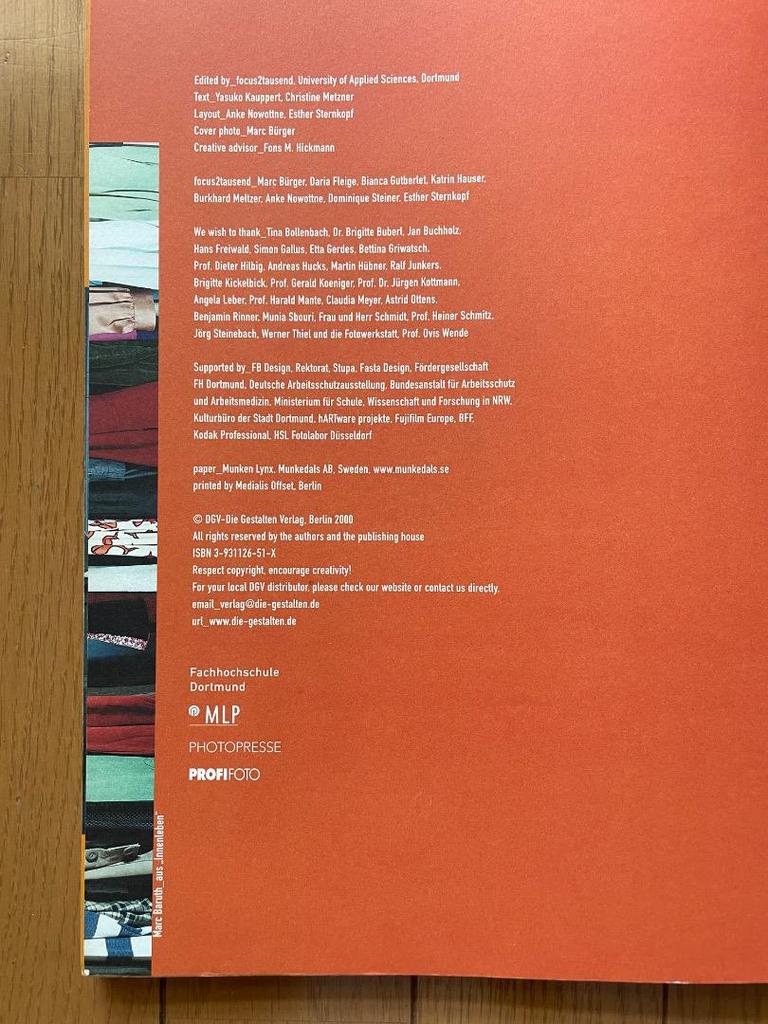 Edited by_focus2tausend, University of Applied Sciences, Dortmund
Text_Yasuko Kauppert, Christine Metzner
Layout_Anke Nowottne, Esther Sternkopf
Cover photo_Marc Bürger
Creative advisor_Fons M. Hickmann
focus2tausend_Marc Bürger, Daria Fleige, Bianca Gutberlet, Katrin Hauser,
Burkhard Meltzer, Anke Nowottne, Dominique Steiner, Esther Sternkopf
We wish to thank_Tina Bollenbach, Dr. Brigitte Buberl, Jan Buchholz,
Hans Freiwald, Simon Gallus, Etta Gerdes, Bettina Griwatsch,
Prof. Dieter Hilbig, Andreas Hucks, Martin Hübner, Ralf Junkers,
Brigitte Kickelbick, Prof. Gerald Koeniger, Prof. Dr. Jürgen Kottmann,
Angela Leber, Prof. Harald Mante, Claudia Meyer, Astrid Ottens,
Benjamin Rinner, Munia Sbouri, Frau und Herr Schmidt, Prof. Heiner Schmitz,
Jörg Steinebach, Werner Thiel und die Fotowerkstatt, Prof. Ovis Wende
Supported by_FB Design, Rektorat, Stupa, Fasta Design, Fördergesellschaft
FH Dortmund, Deutsche Arbeitsschutzausstellung, Bundesanstalt für Arbeitsschutz
und Arbeitsmedizin, Ministerium für Schule, Wissenschaft und Forschung in NRW,
Kulturbüro der Stadt Dortmund, hARTware projekte, Fujifilm Europe, BFF,
Kodak Professional, HSL Fotolabor Düsseldorf
paper_Munken Lynx, Munkedals AB, Sweden, www.munkedals.se
printed by Medialis Offset, Berlin
© DGV-Die Gestalten Verlag, Berlin 2000
All rights reserved by the authors and the publishing house
ISBN 3-931126-51-X
Respect copyright, encourage creativity!
For your local DGV distributor, please check our website or contact us directly,
email_verlag@die-gestalten.de
url_www.die-gestalten.de
Fachhochschule
Dortmund
MLP
PHOTOPRESSE
PROFIFOTO
Marc Baruth_aus „Innenleben“